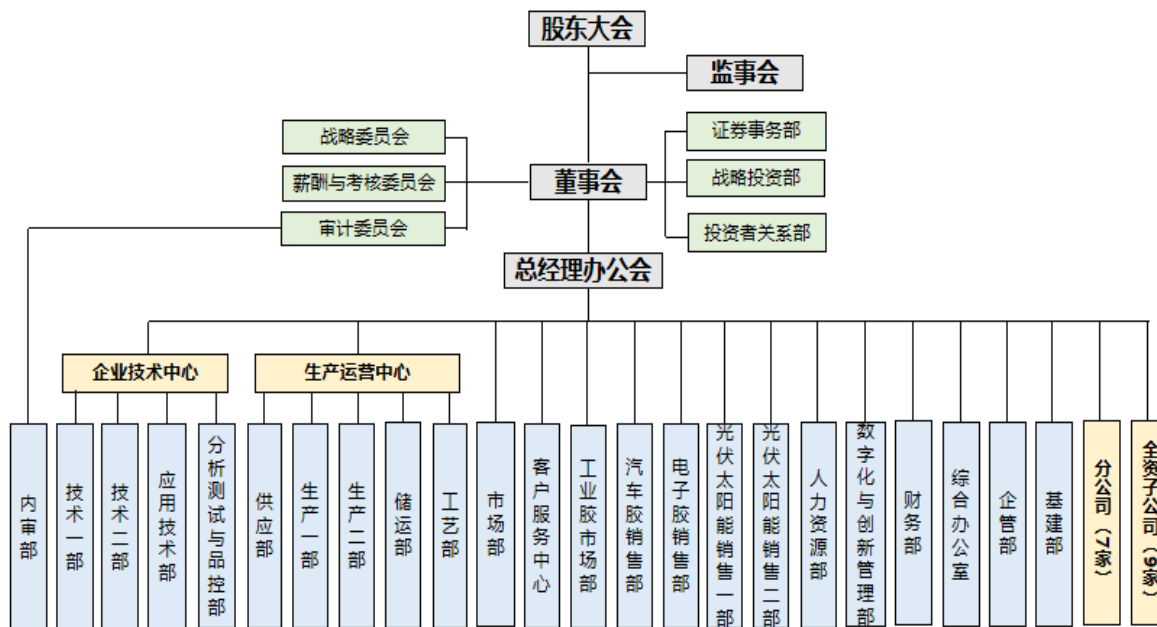 股东大会
监事会
战略委员会
证券事务部
薪酬与考核委员会
董事会
战略投资部
审计委员会
投资者关系部
总经理办公会
企业技术中心
生产运营中心
内审部
技术一部
技术二部
应用技术部
分析测试与品控部
供应部
生产一部
生产二部
储运部
工艺部
市场部
客户服务中心
工业胶市场部
汽车胶销售部
电子胶销售部
光伏太阳能销售一部
光伏太阳能销售二部
人力资源部
数字化与创新管理部
财务部
综合办公室
企管部
基建部
分公司（7家）
全资子公司（9家）